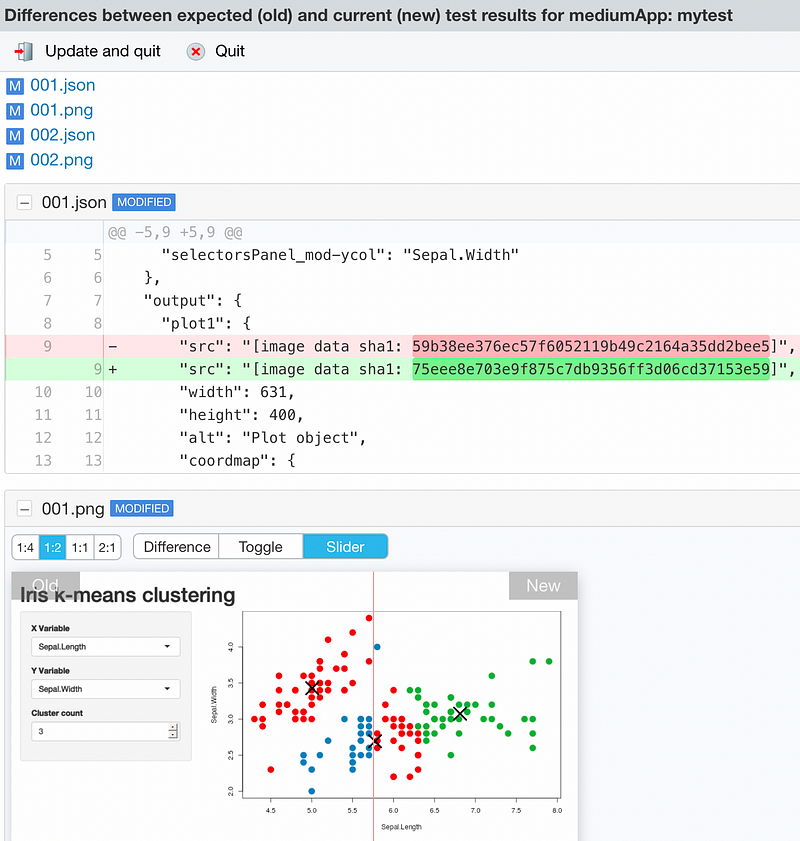 Differences between expected (old) and current (new) test results for mediumApp: mytest
Update and quit Quit
M 001.json
M 001.png
M 002.json
M 002.png
001.json MODIFIED
@@ -5,9 +5,9 @@
5 5 "selectorsPanel_mod-ycol": "Sepal.Width"
6 6 },
7 7 "output": {
8 8 "plot1": {
9 - "src": "[image data sha1: 59b38ee376ec57f6052119b49c2164a35dd2bee5]",
9 + "src": "[image data sha1: 75eee8e703e9f875c7db9356ff3d06cd37153e59]",
10 10 "width": 631,
11 11 "height": 400,
12 12 "alt": "Plot object",
13 13 "coordmap": {
001.png MODIFIED
1:4 1:2 1:1 2:1 Difference Toggle Slider
Old New
Iris k-means clustering
X Variable
Sepal.Length
Y Variable
Sepal.Width
Cluster count
3
Sepal.Width
4.0
3.5
3.0
2.5
2.0
4.5 5.0 5.5 6.0 6.5 7.0 7.5 8.0
Sepal.Length